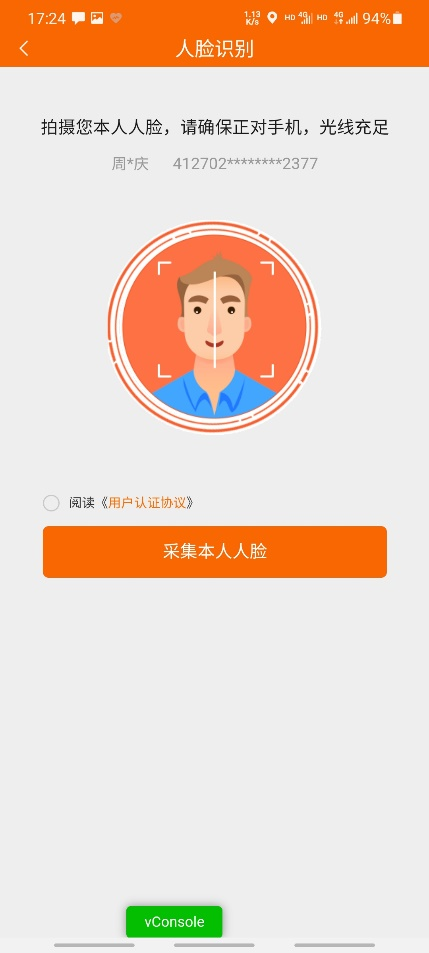 17:24 1.13 K/s HD 4G HD 4G 94%
人脸识别
拍摄您本人人脸，请确保正对手机，光线充足
周*庆 412702********2377
阅读《用户认证协议》
采集本人人脸
vConsole